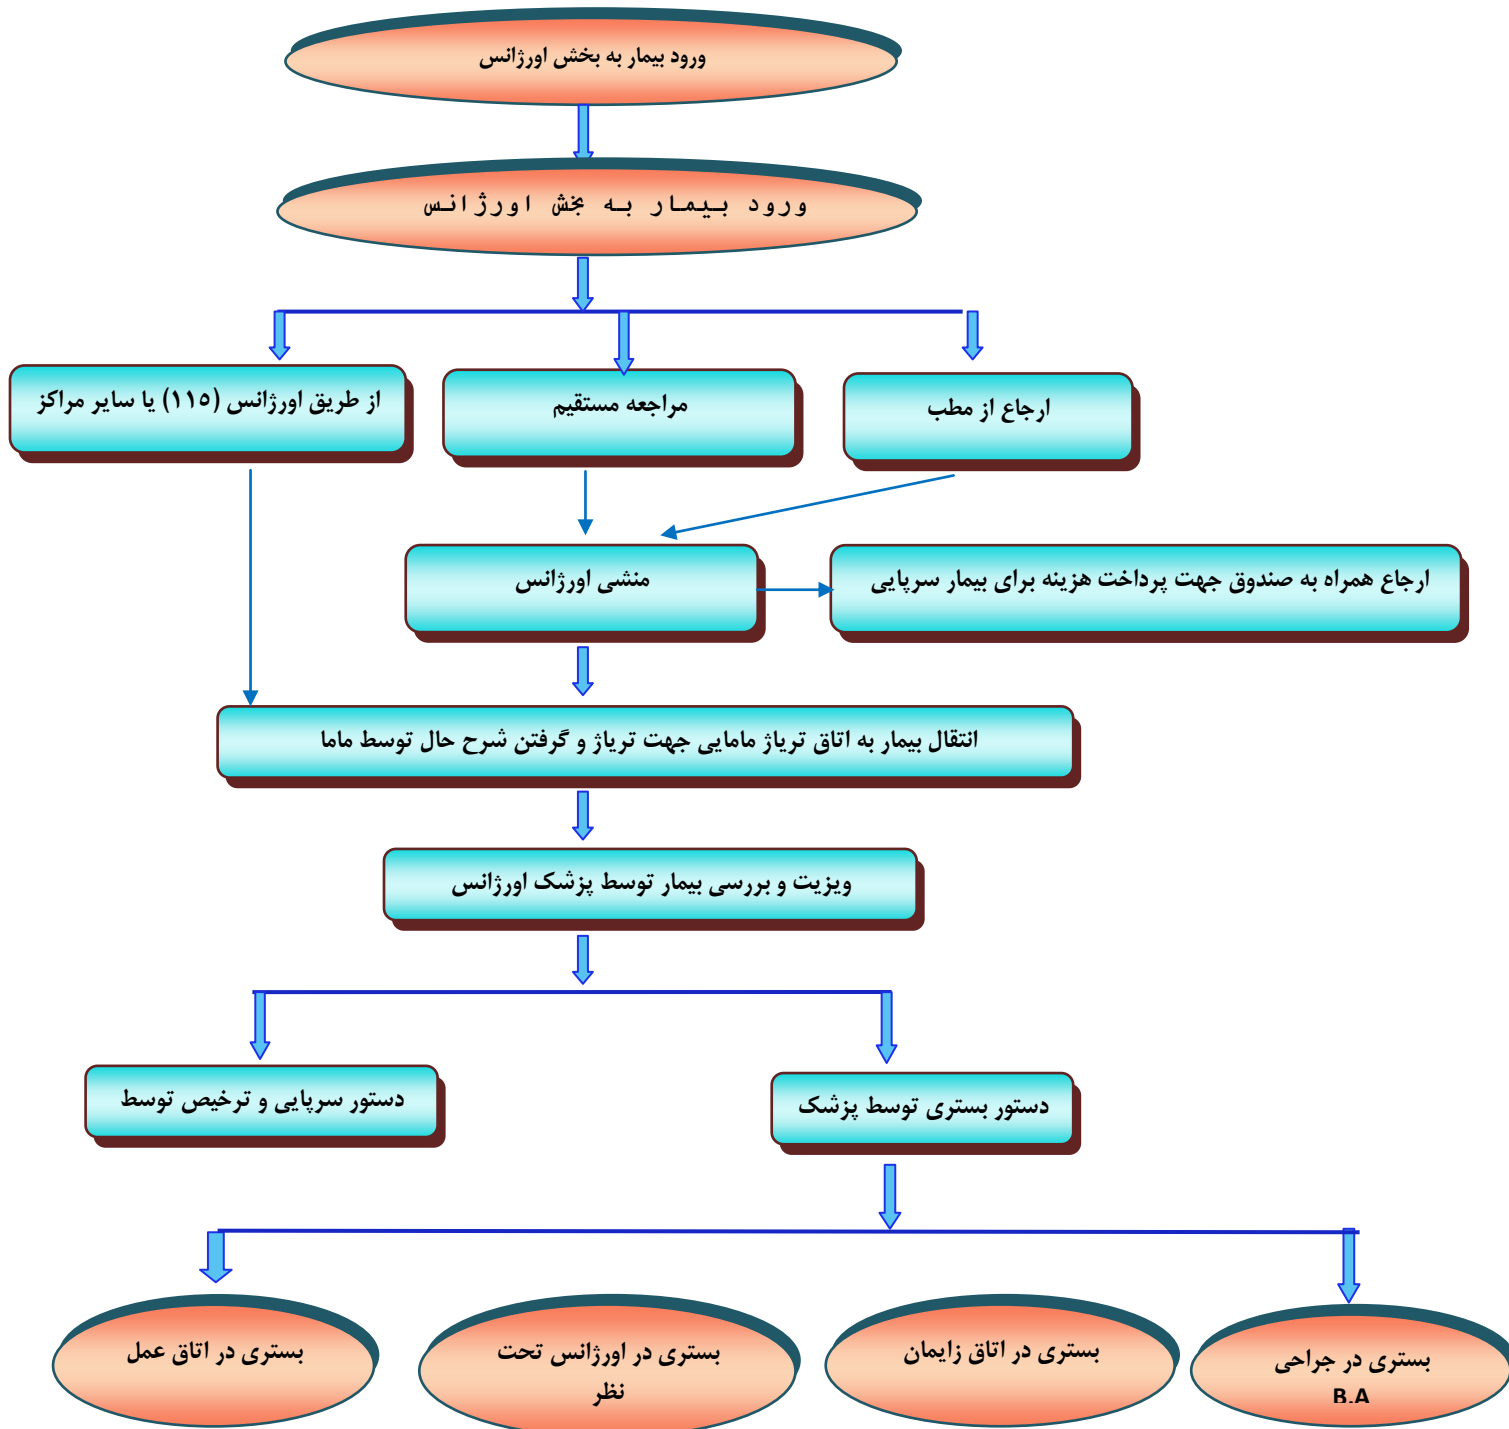 ورود بیمار به بخش اورژانس
ورود بیمار به بخش اورژانس
ارجاع از مطب
مراجعه مستقیم
از طریق اورژانس (۱۱۵) یا سایر مراکز
منشی اورژانس
ارجاع همراه به صندوق جهت پرداخت هزینه برای بیمار سرپایی
انتقال بیمار به اتاق تریاژ مامایی جهت تریاژ و گرفتن شرح حال توسط ماما
ویزیت و بررسی بیمار توسط پزشک اورژانس
دستور بستری توسط پزشک
دستور سرپایی و ترخیص توسط
بستری در جراحی
B.A
بستری در اتاق زایمان
بستری در اورژانس تحت
نظر
بستری در اتاق عمل